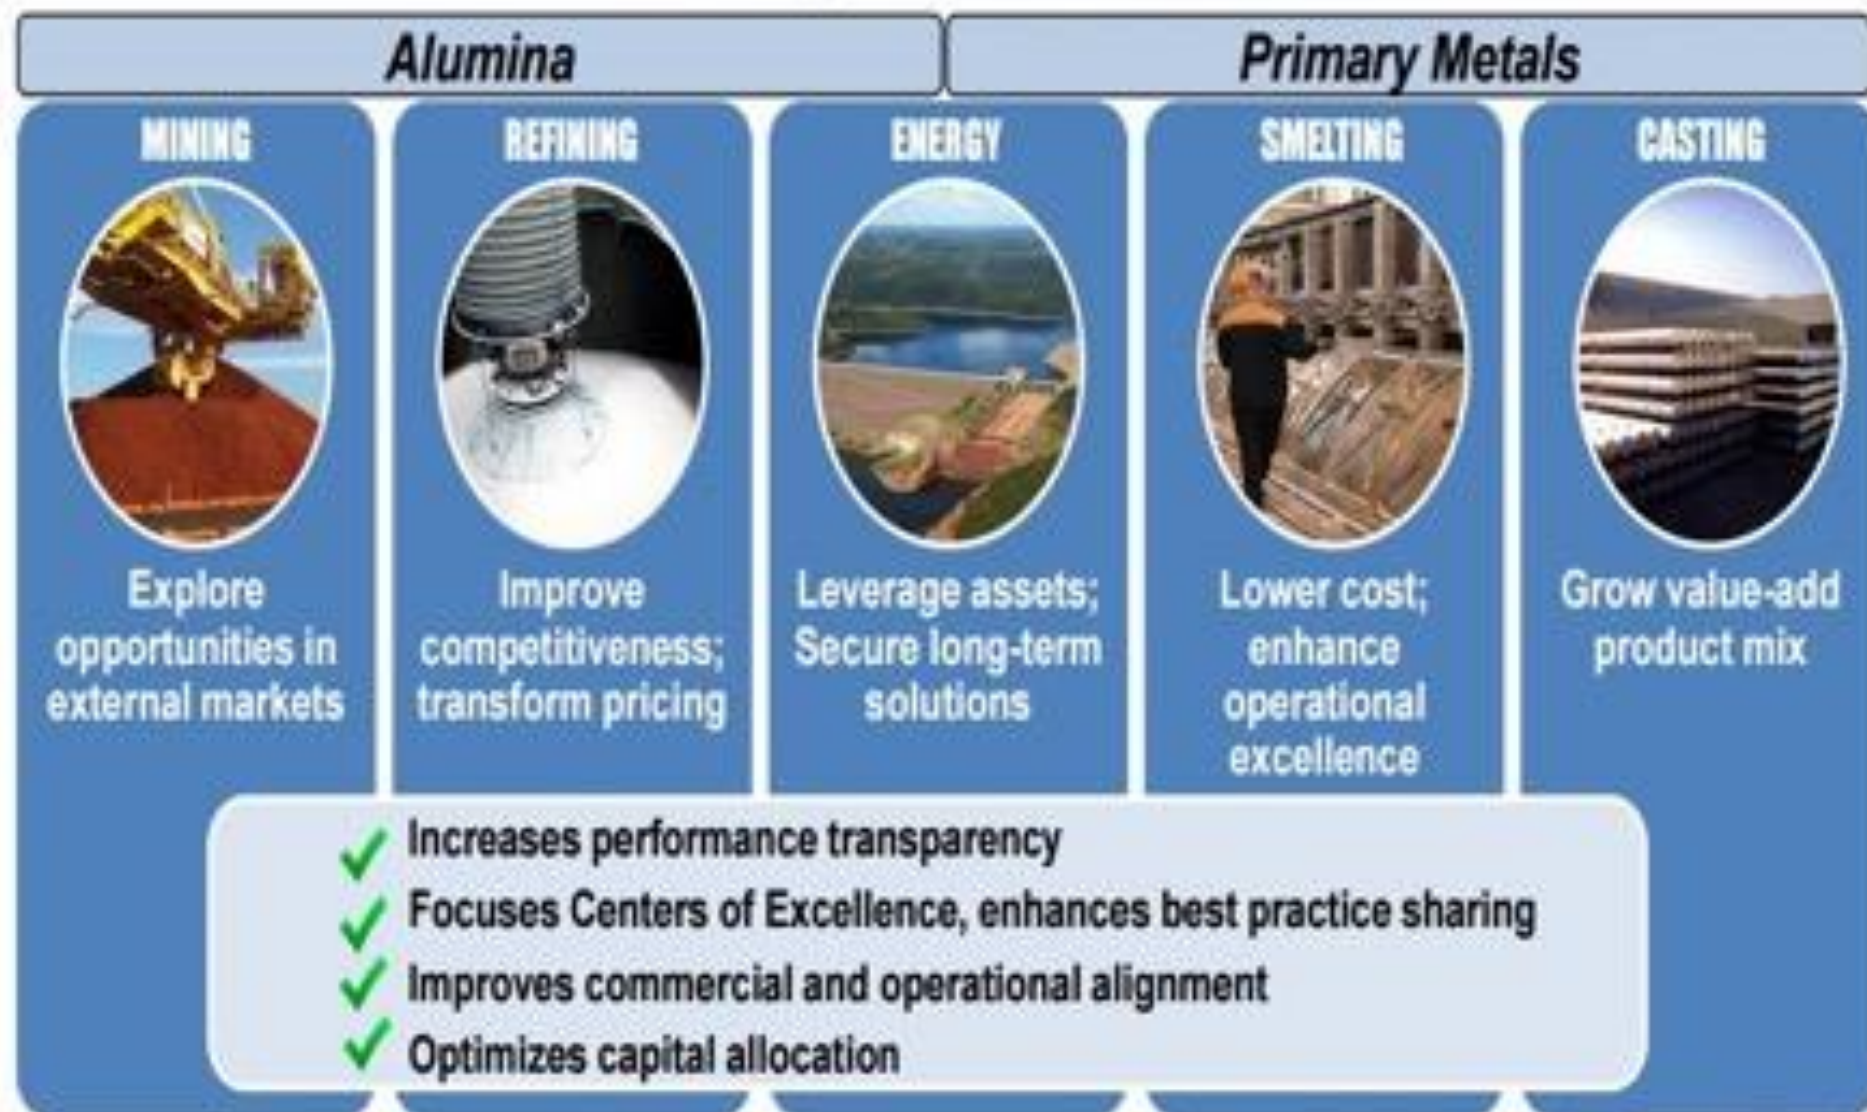 Alumina
Primary Metals
MINING
REFINING
ENERGY
SMELTING
CASTING
Explore
opportunities in
external markets
Improve
competitiveness;
transform pricing
Leverage assets;
Secure long-term
solutions
Lower cost;
enhance
operational
excellence
Grow value-add
product mix
Increases performance transparency
Focuses Centers of Excellence, enhances best practice sharing
Improves commercial and operational alignment
Optimizes capital allocation